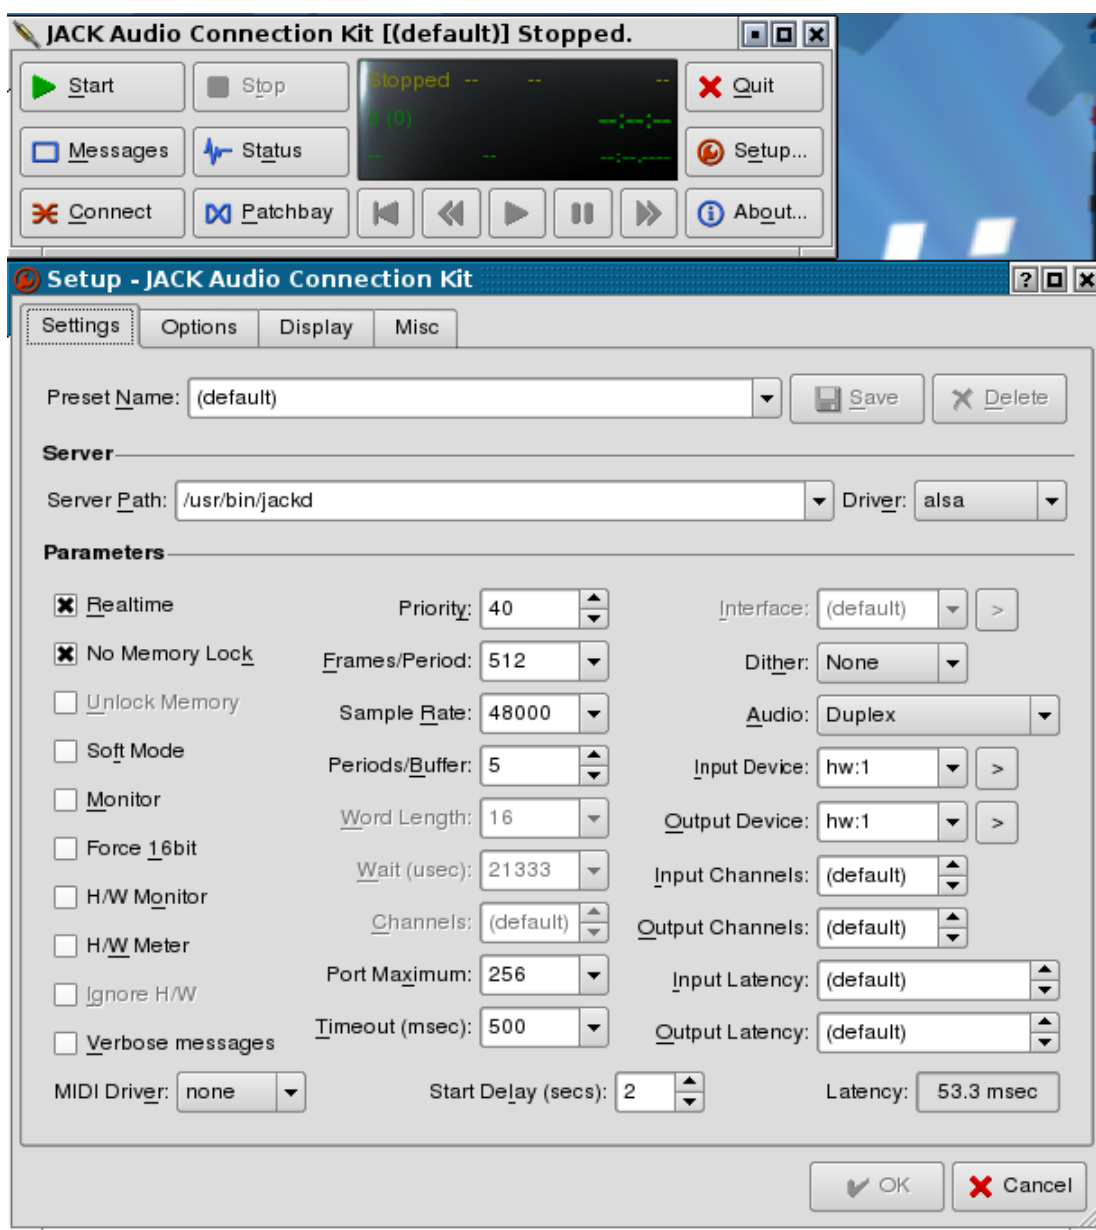 JACK Audio Connection Kit [(default)] Stopped.
Start Stop Stopped -- -- -- Quit
0 (0) --:--:--
Messages Status -- -- --:--.---- Setup...
Connect Patchbay About...
Setup - JACK Audio Connection Kit
Settings Options Display Misc
Preset Name: (default) Save Delete
Server
Server Path: /usr/bin/jackd Driver: alsa
Parameters
Realtime Priority: 40 Interface: (default) >
No Memory Lock Frames/Period: 512 Dither: None
Unlock Memory Sample Rate: 48000 Audio: Duplex
Soft Mode Periods/Buffer: 5 Input Device: hw:1 >
Monitor Word Length: 16 Output Device: hw:1 >
Force 16bit Wait (usec): 21333 Input Channels: (default)
H/W Monitor Channels: (default) Output Channels: (default)
H/W Meter Port Maximum: 256 Input Latency: (default)
Ignore H/W Timeout (msec): 500 Output Latency: (default)
Verbose messages
MIDI Driver: none Start Delay (secs): 2 Latency: 53.3 msec
OK Cancel